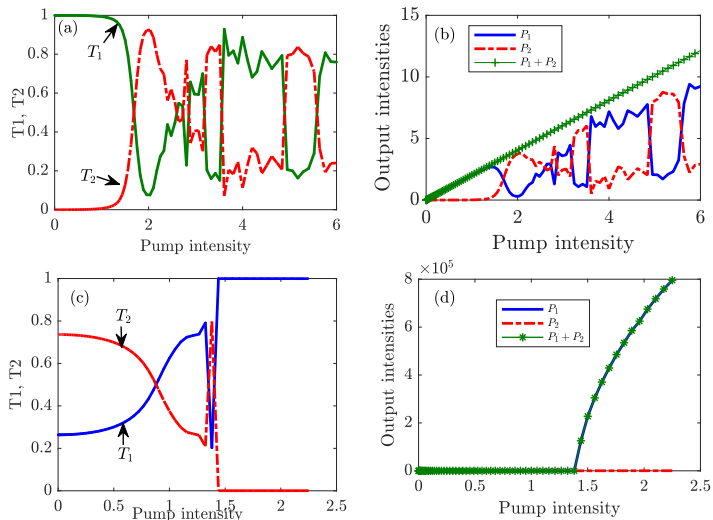 (a)
T1, T2
1
0.8
0.6
0.4
0.2
0
T₁
T₂
0 1 2 3 4 5 6
Pump intensity
(b)
Output intensities
15
10
5
0
P₁
P₂
P₁ + P₂
0 2 4 6
Pump intensity
(c)
T1, T2
1
0.8
0.6
0.4
0.2
0
T₂
T₁
0 0.5 1 1.5 2 2.5
Pump intensity
×10⁵
(d)
Output intensities
8
6
4
2
0
P₁
P₂
P₁ + P₂
0 0.5 1 1.5 2 2.5
Pump intensity